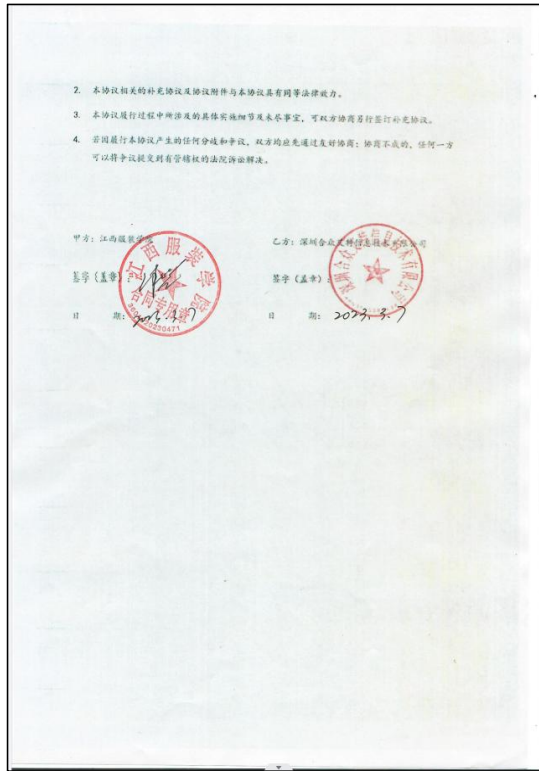 2. 本协议相关的补充协议及协议附件与本协议具有同等法律效力。
3. 本协议履行过程中所涉及的具体实施细节及未尽事宜，可双方协商另行签订补充协议。
4. 若因履行本协议产生的任何分歧和争议，双方均应先通过友好协商；协商不成的，任何一方
可以将争议提交到有管辖权的法院诉讼解决。
甲方：江西服装学院
乙方：深圳合众艾特信息技术有限公司
签字（盖章）：
签字（盖章）：
日 期：2023.3.7
日 期：2023.3.7
江西服装学院
合同专用章